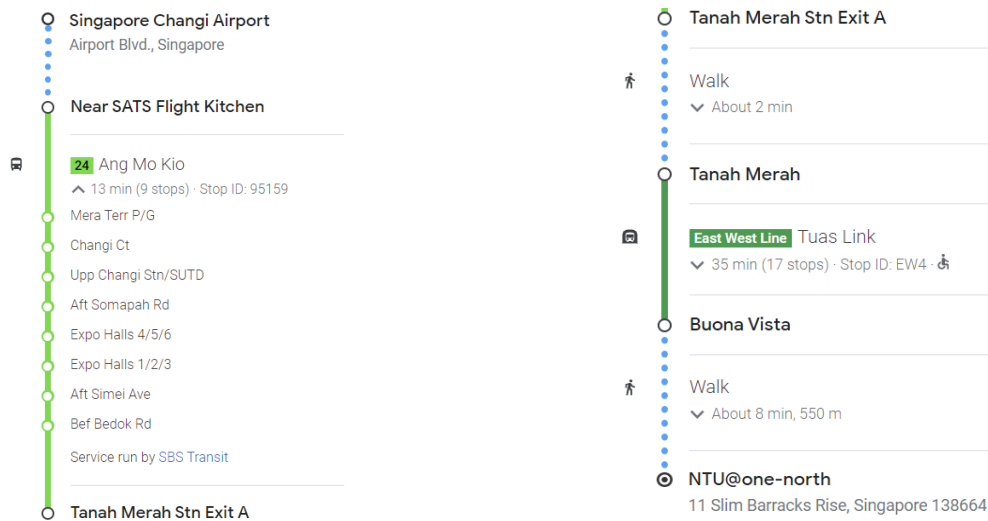 Singapore Changi Airport
Airport Blvd., Singapore
Near SATS Flight Kitchen
24 Ang Mo Kio
13 min (9 stops) · Stop ID: 95159
Mera Terr P/G
Changi Ct
Upp Changi Stn/SUTD
Aft Somapah Rd
Expo Halls 4/5/6
Expo Halls 1/2/3
Aft Simei Ave
Bef Bedok Rd
Service run by SBS Transit
Tanah Merah Stn Exit A
Tanah Merah Stn Exit A
Walk
About 2 min
Tanah Merah
East West Line Tuas Link
35 min (17 stops) · Stop ID: EW4 ·
Buona Vista
Walk
About 8 min, 550 m
NTU@one-north
11 Slim Barracks Rise, Singapore 138664